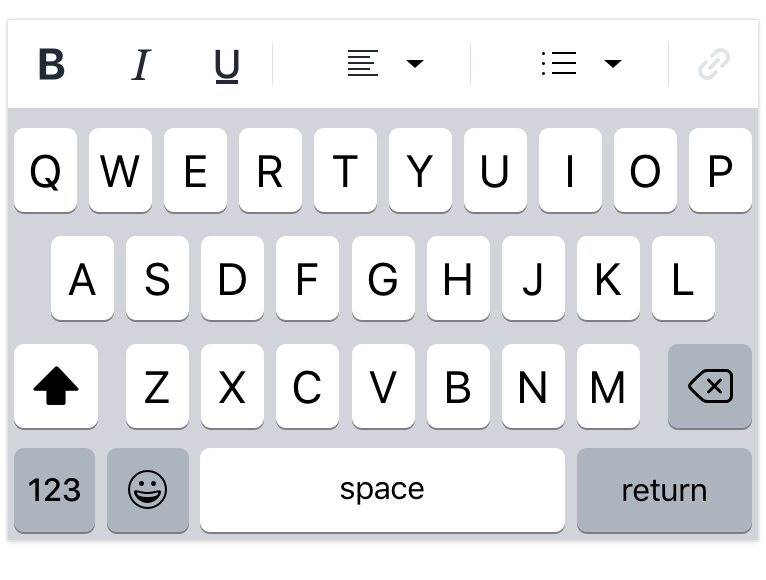 B I U
Q W E R T Y U I O P
A S D F G H J K L
Z X C V B N M
123 space return